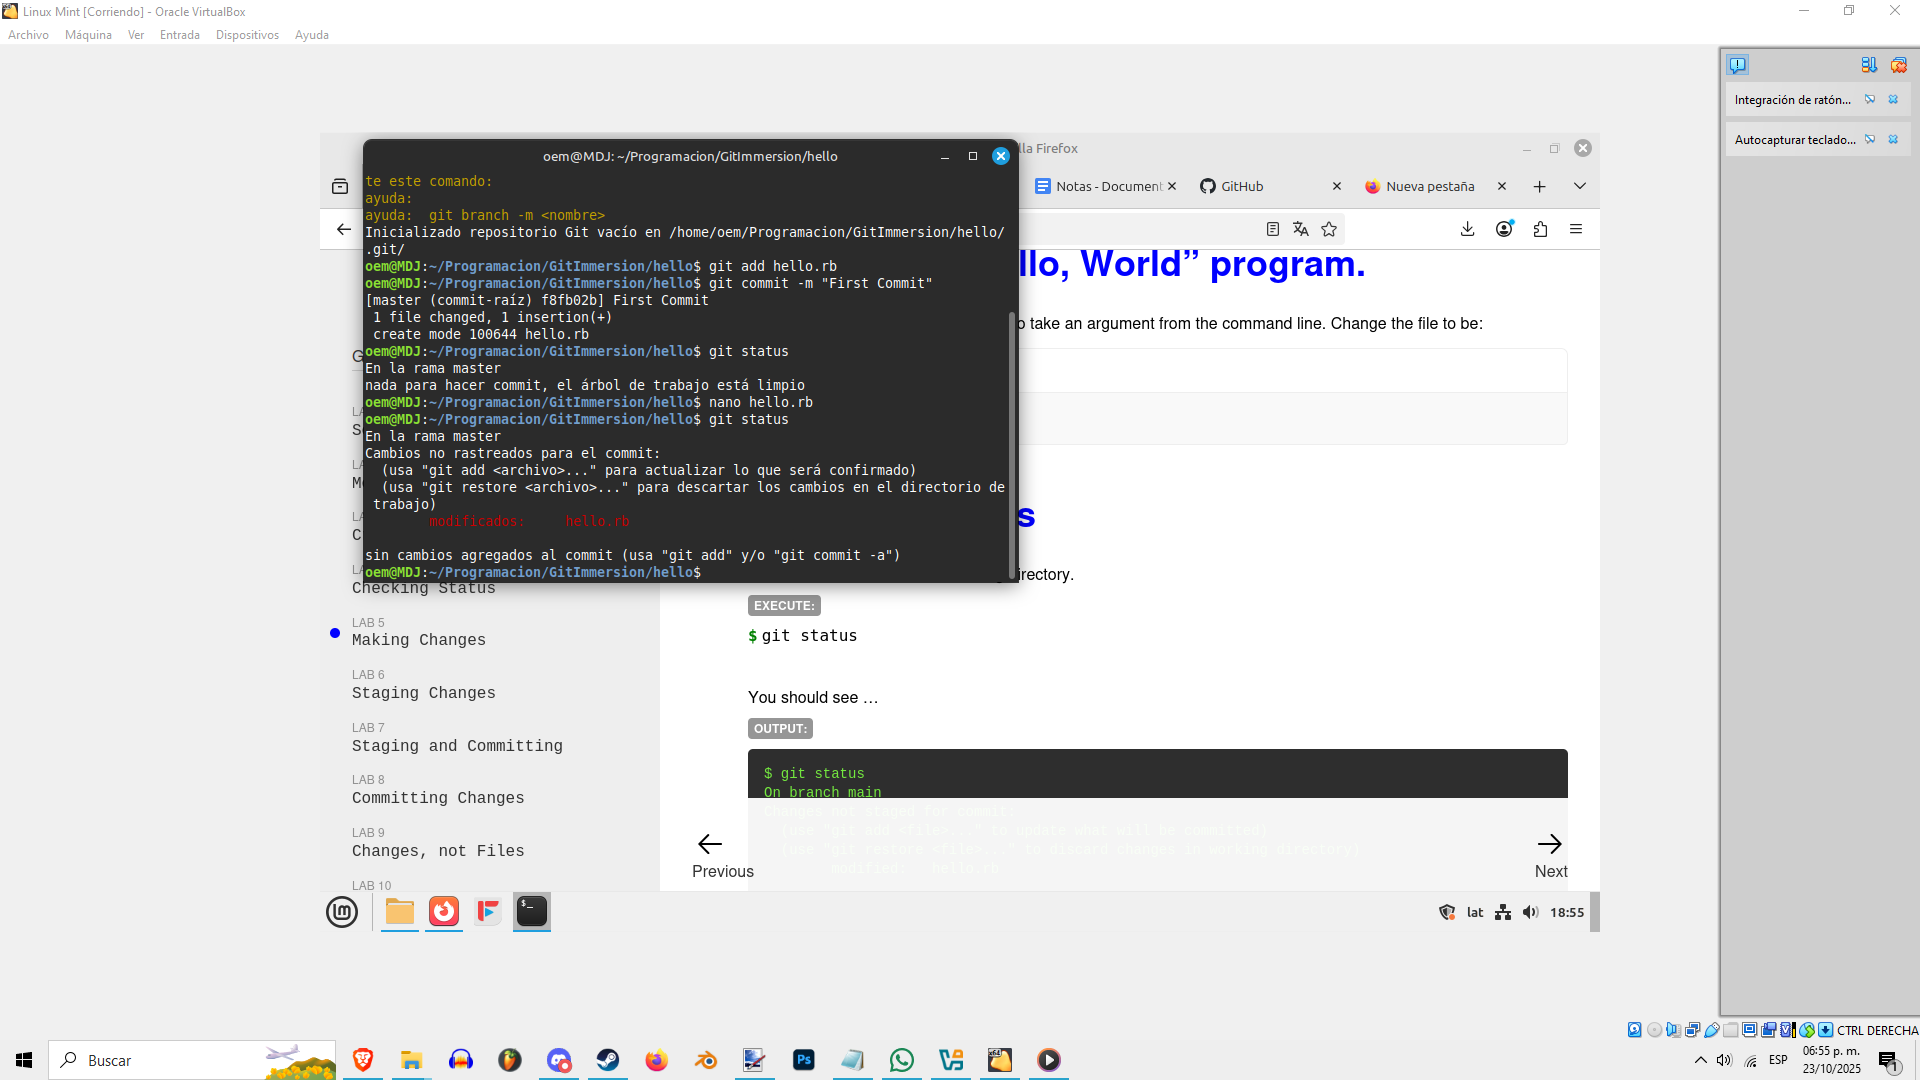 Linux Mint [Corriendo] - Oracle VirtualBox
Archivo Máquina Ver Entrada Dispositivos Ayuda
Integración de ratón...
Autocapturar teclado...
oem@MDJ: ~/Programacion/GitImmersion/hello
lla Firefox
Notas - Document
GitHub
Nueva pestaña
te este comando:
ayuda:
ayuda:  git branch -m <nombre>
Inicializado repositorio Git vacío en /home/oem/Programacion/GitImmersion/hello/
.git/
oem@MDJ:~/Programacion/GitImmersion/hello$ git add hello.rb
oem@MDJ:~/Programacion/GitImmersion/hello$ git commit -m "First Commit"
[master (commit-raíz) f8fb02b] First Commit
1 file changed, 1 insertion(+)
create mode 100644 hello.rb
oem@MDJ:~/Programacion/GitImmersion/hello$ git status
En la rama master
nada para hacer commit, el árbol de trabajo está limpio
oem@MDJ:~/Programacion/GitImmersion/hello$ nano hello.rb
oem@MDJ:~/Programacion/GitImmersion/hello$ git status
En la rama master
Cambios no rastreados para el commit:
(usa "git add <archivo>..." para actualizar lo que será confirmado)
(usa "git restore <archivo>..." para descartar los cambios en el directorio de
trabajo)
modificados:     hello.rb
sin cambios agregados al commit (usa "git add" y/o "git commit -a")
oem@MDJ:~/Programacion/GitImmersion/hello$
llo, World” program.
o take an argument from the command line. Change the file to be:
s
irectory.
Checking Status
LAB 5
Making Changes
LAB 6
Staging Changes
LAB 7
Staging and Committing
LAB 8
Committing Changes
LAB 9
Changes, not Files
LAB 10
EXECUTE:
$ git status
You should see …
OUTPUT:
$ git status
On branch main
Changes not staged for commit:
(use "git add <file>..." to update what will be committed)
(use "git restore <file>..." to discard changes in working directory)
modified:   hello.rb
Previous
Next
lat
18:55
CTRL DERECHA
Buscar
Ps
ESP
06:55 p. m.
23/10/2025
1